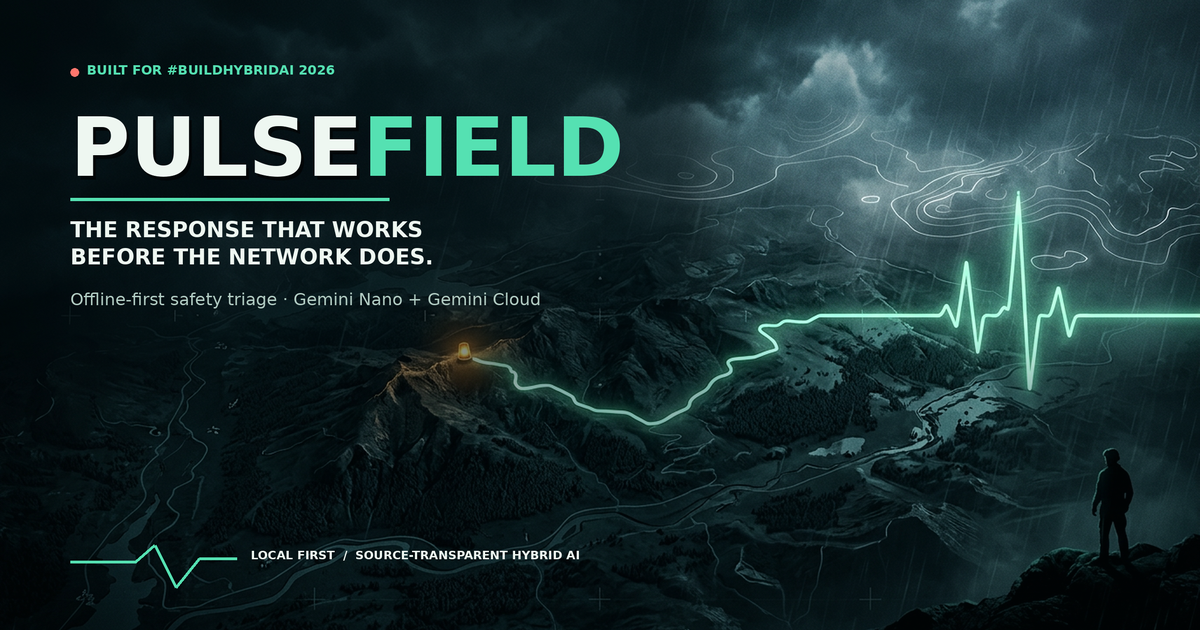 BUILT FOR #BUILDHYBRIDAI 2026
PULSEFIELD
THE RESPONSE THAT WORKS
BEFORE THE NETWORK DOES.
Offline-first safety triage · Gemini Nano + Gemini Cloud
LOCAL FIRST / SOURCE-TRANSPARENT HYBRID AI